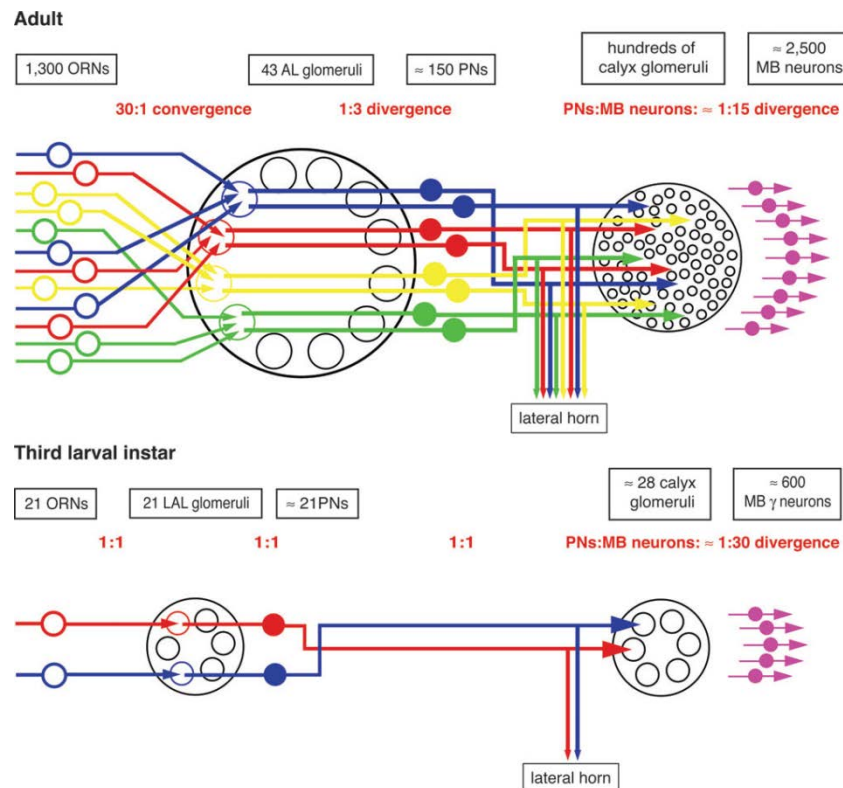 Adult
1,300 ORNs
43 AL glomeruli
≈ 150 PNs
hundreds of
calyx glomeruli
≈ 2,500
MB neurons
30:1 convergence
1:3 divergence
PNs:MB neurons: ≈ 1:15 divergence
lateral horn
Third larval instar
21 ORNs
21 LAL glomeruli
≈ 21PNs
≈ 28 calyx
glomeruli
≈ 600
MB γ neurons
1:1
1:1
1:1
PNs:MB neurons: ≈ 1:30 divergence
lateral horn